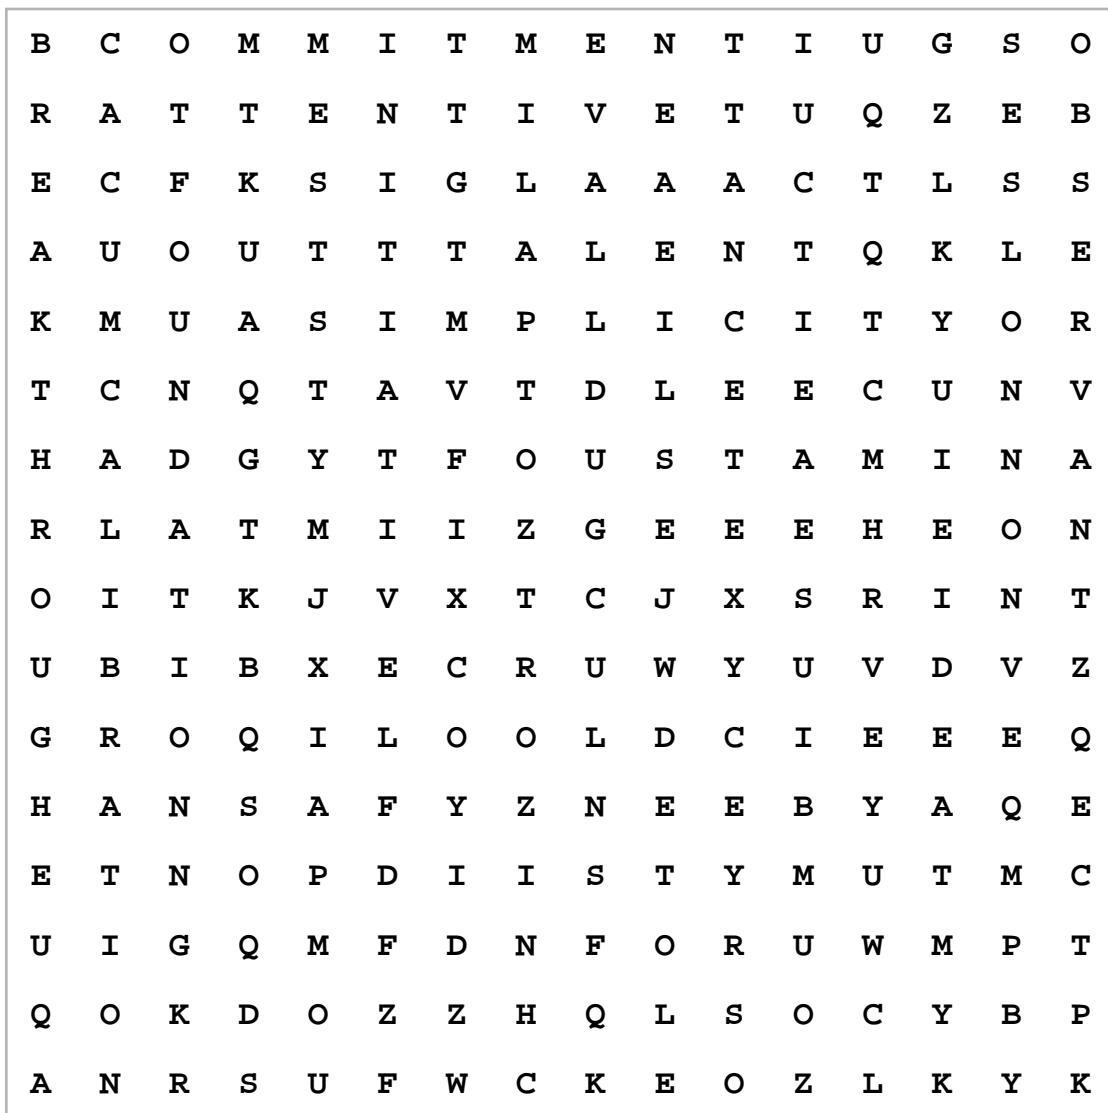 B C O M M I T M E N T I U G S O
R A T T E N T I V E T U Q Z E B
E C F K S I G L A A A C T L S S
A U O U T T T A L E N T Q K L E
K M U A S I M P L I C I T Y O R
T C N Q T A V T D L E E C U N V
H A D G Y T F O U S T A M I N A
R L A T M I I Z G E E E H E O N
O I T K J V X T C J X S R I N T
U B I B X E C R U W Y U V D V Z
G R O Q I L O O L D C I E E E Q
H A N S A F Y Z N E E B Y A Q E
E T N O P D I I S T Y M U T M C
U I G Q M F D N F O R U W M P T
Q O K D O Z Z H Q L S O C Y B P
A N R S U F W C K E O Z L K Y K